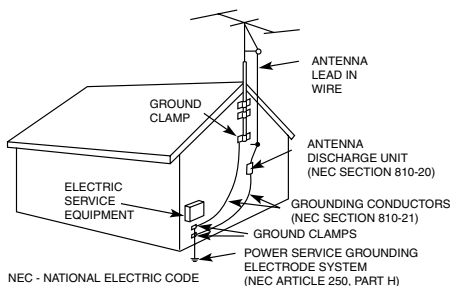 ANTENNA
LEAD IN
WIRE
GROUND
CLAMP
ANTENNA
DISCHARGE UNIT
(NEC SECTION 810-20)
ELECTRIC
SERVICE
EQUIPMENT
GROUNDING CONDUCTORS
(NEC SECTION 810-21)
GROUND CLAMPS
POWER SERVICE GROUNDING
ELECTRODE SYSTEM
(NEC ARTICLE 250, PART H)
NEC - NATIONAL ELECTRIC CODE